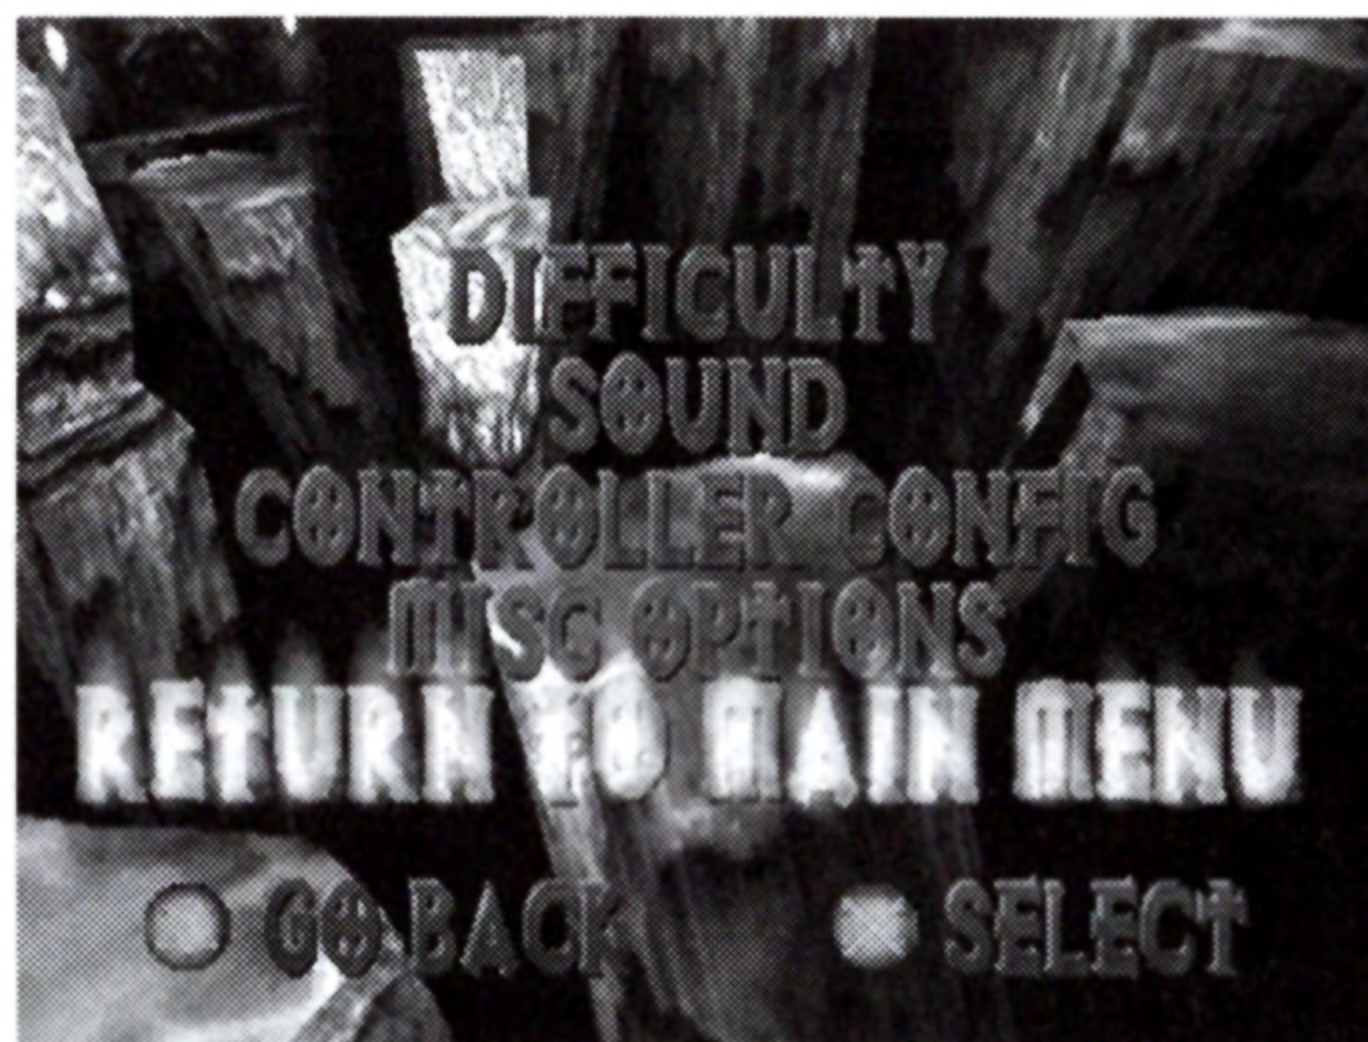 DIFFICULTY
SOUND
CONTROLLER CONFIG
MISC OPTIONS
RETURN TO MAIN MENU
GO BACK SELECT